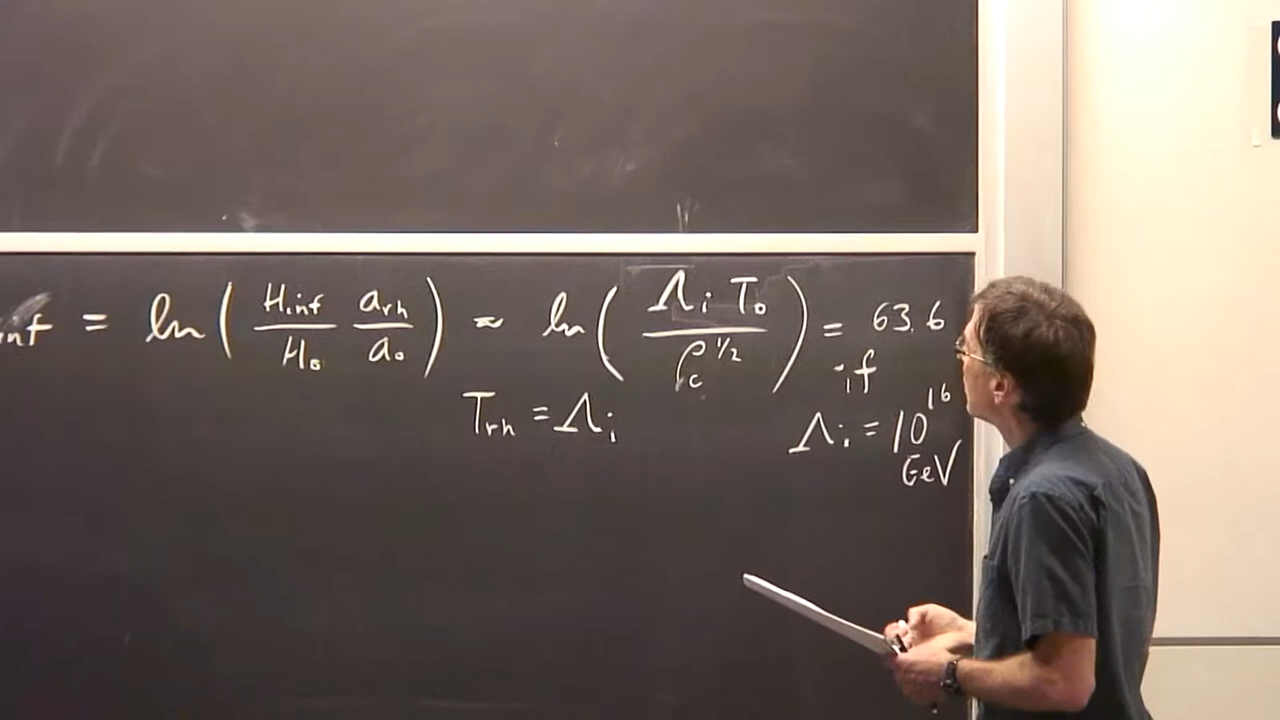 inf = ln ( H_inf / H_0 a_rh / a_0 ) ≈ ln ( Λ_i T_0 / ρ_c^{1/2} ) = 63.6
if
T_rh = Λ_i
Λ_i = 10^16
GeV